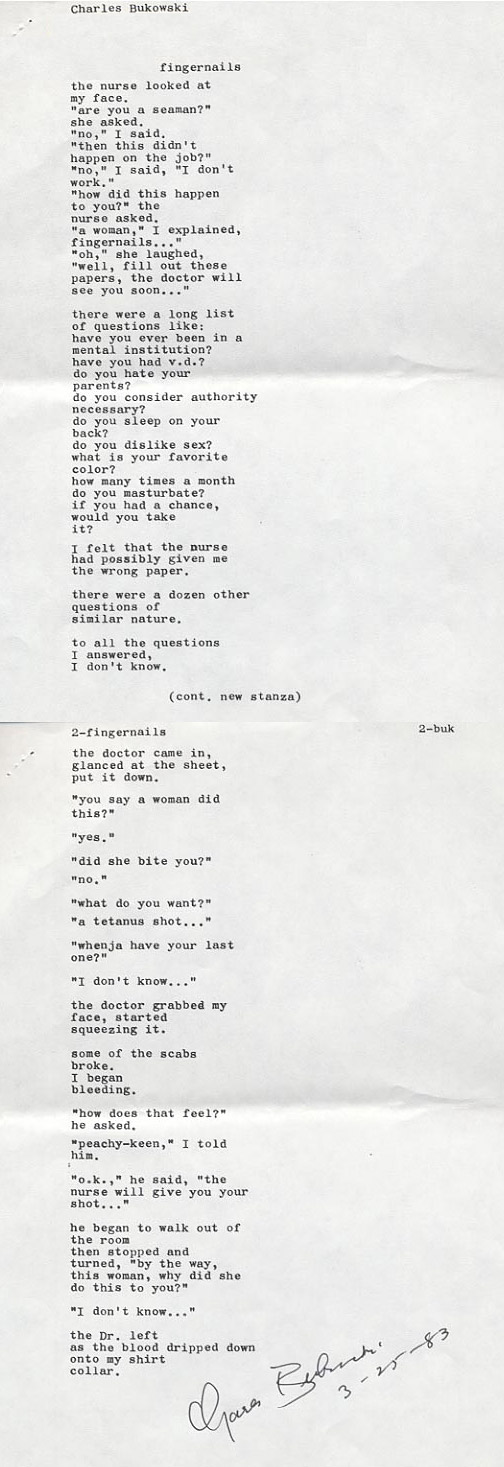 Charles Bukowski
fingernails
the nurse looked at
my face.
"are you a seaman?"
she asked.
"no," I said.
"then this didn't
happen on the job?"
"no," I said, "I don't
work."
"how did this happen
to you?" the
nurse asked.
"a woman," I explained,
fingernails..."
"oh," she laughed,
"well, fill out these
papers, the doctor will
see you soon..."
there were a long list
of questions like:
have you ever been in a
mental institution?
have you had v.d.?
do you hate your
parents?
do you consider authority
necessary?
do you sleep on your
back?
do you dislike sex?
what is your favorite
color?
how many times a month
do you masturbate?
if you had a chance,
would you take
it?
I felt that the nurse
had possibly given me
the wrong paper.
there were a dozen other
questions of
similar nature.
to all the questions
I answered,
I don't know.
(cont. new stanza)
2-fingernails 2-buk
the doctor came in,
glanced at the sheet,
put it down.
"you say a woman did
this?"
"yes."
"did she bite you?"
"no."
"what do you want?"
"a tetanus shot..."
"whenja have your last
one?"
"I don't know..."
the doctor grabbed my
face, started
squeezing it.
some of the scabs
broke.
I began
bleeding.
"how does that feel?"
he asked.
"peachy-keen," I told
him.
"o.k.," he said, "the
nurse will give you your
shot..."
he began to walk out of
the room
then stopped and
turned, "by the way,
this woman, why did she
do this to you?"
"I don't know..."
the Dr. left
as the blood dripped down
onto my shirt
collar.
Charles Bukowski
3-25-83